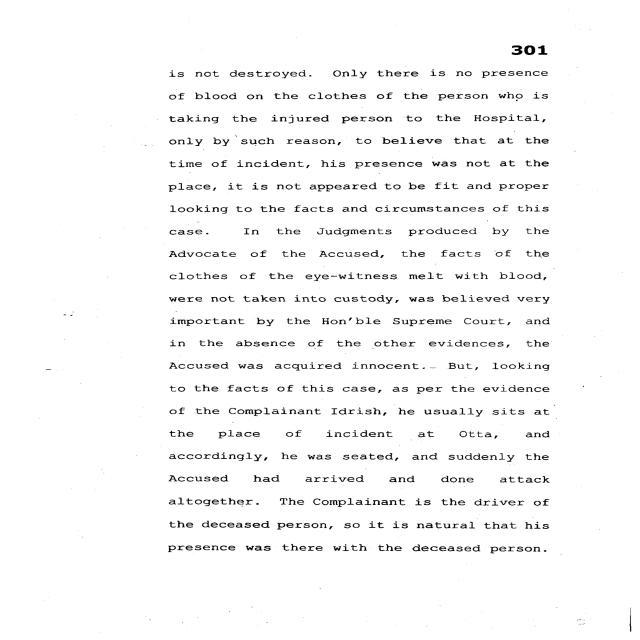 301
is not destroyed. Only there is no presence
of blood on the clothes of the person who is
taking the injured person to the Hospital,
only by such reason, to believe that at the
time of incident, his presence was not at the
place, it is not appeared to be fit and proper
looking to the facts and circumstances of this
case. In the Judgments produced by the
Advocate of the Accused, the facts of the
clothes of the eye-witness melt with blood,
were not taken into custody, was believed very
important by the Hon'ble Supreme Court, and
in the absence of the other evidences, the
Accused was acquired innocent. But, looking
to the facts of this case, as per the evidence
of the Complainant Idrish, he usually sits at
the place of incident at Otta, and
accordingly, he was seated, and suddenly the
Accused had arrived and done attack
altogether. The Complainant is the driver of
the deceased person, so it is natural that his
presence was there with the deceased person.